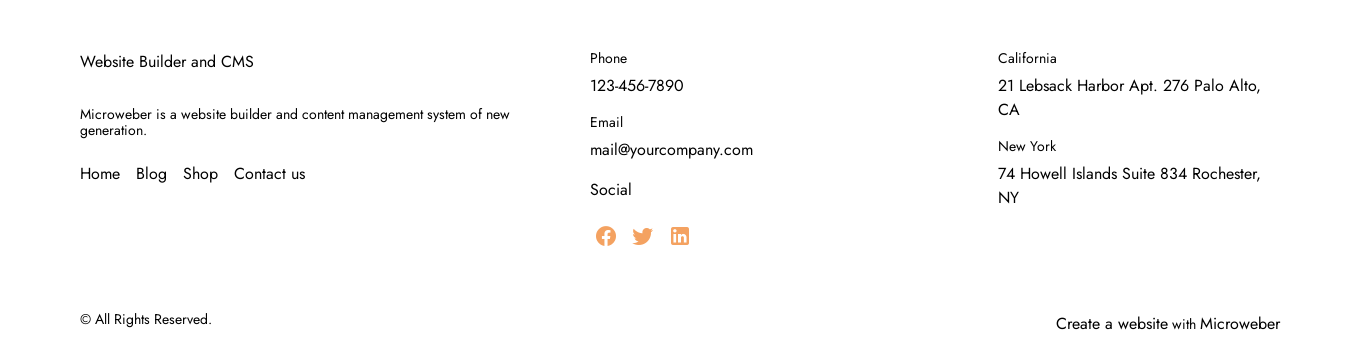 Website Builder and CMS
Microweber is a website builder and content management system of new
generation.
Home Blog Shop Contact us
Phone
123-456-7890
Email
mail@yourcompany.com
Social
California
21 Lebsack Harbor Apt. 276 Palo Alto,
CA
New York
74 Howell Islands Suite 834 Rochester,
NY
© All Rights Reserved.
Create a website with Microweber